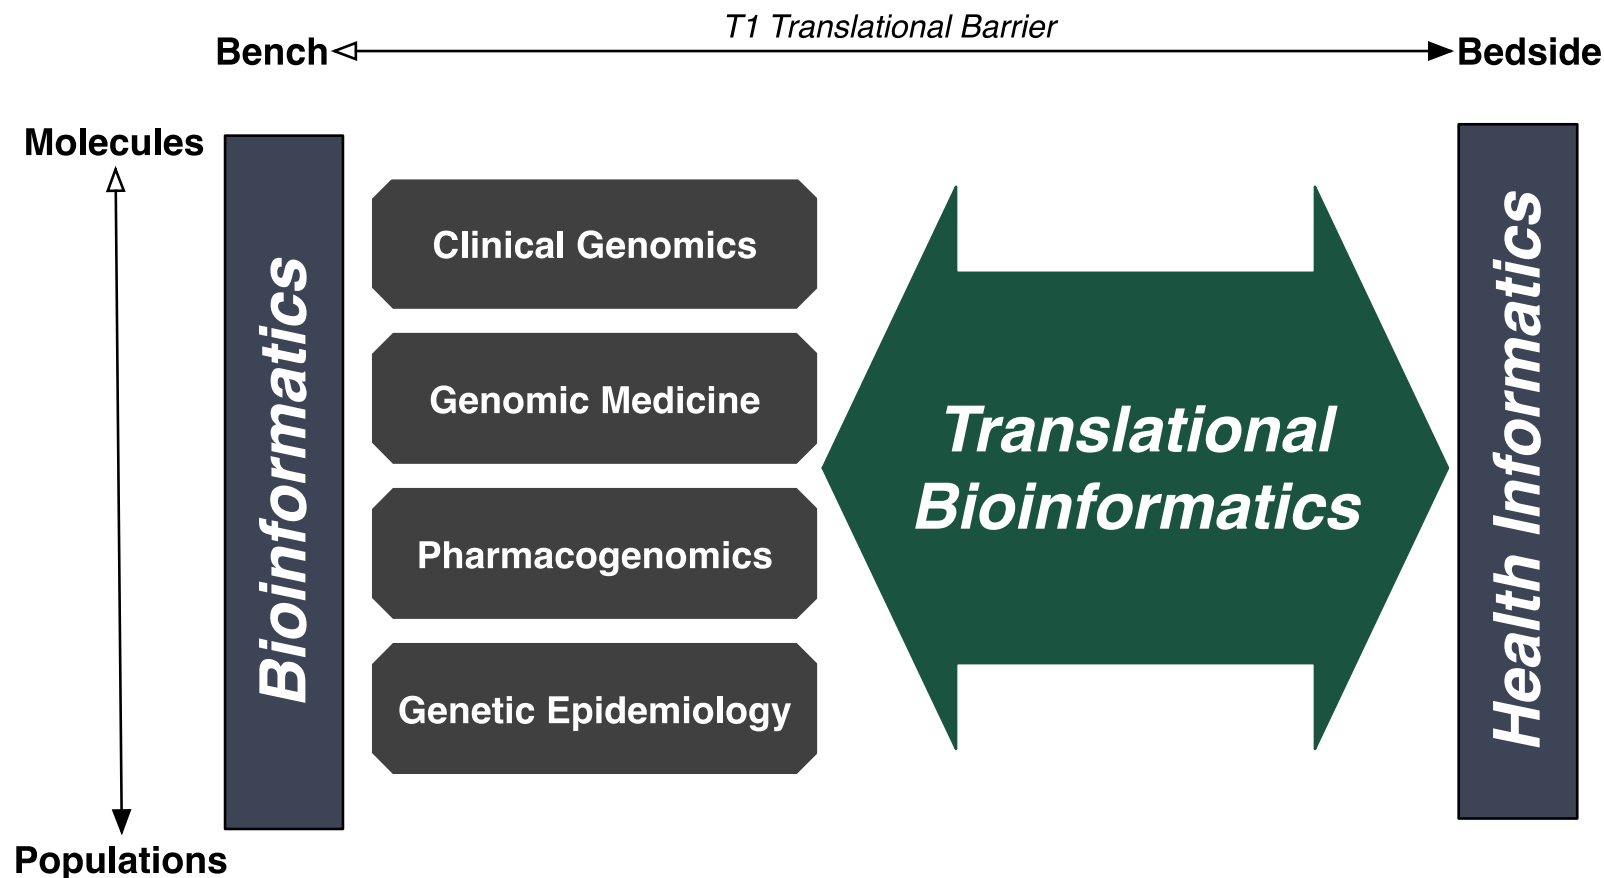 T1 Translational Barrier
Bench
Bedside
Molecules
Populations
Bioinformatics
Clinical Genomics
Genomic Medicine
Pharmacogenomics
Genetic Epidemiology
Translational
Bioinformatics
Health Informatics